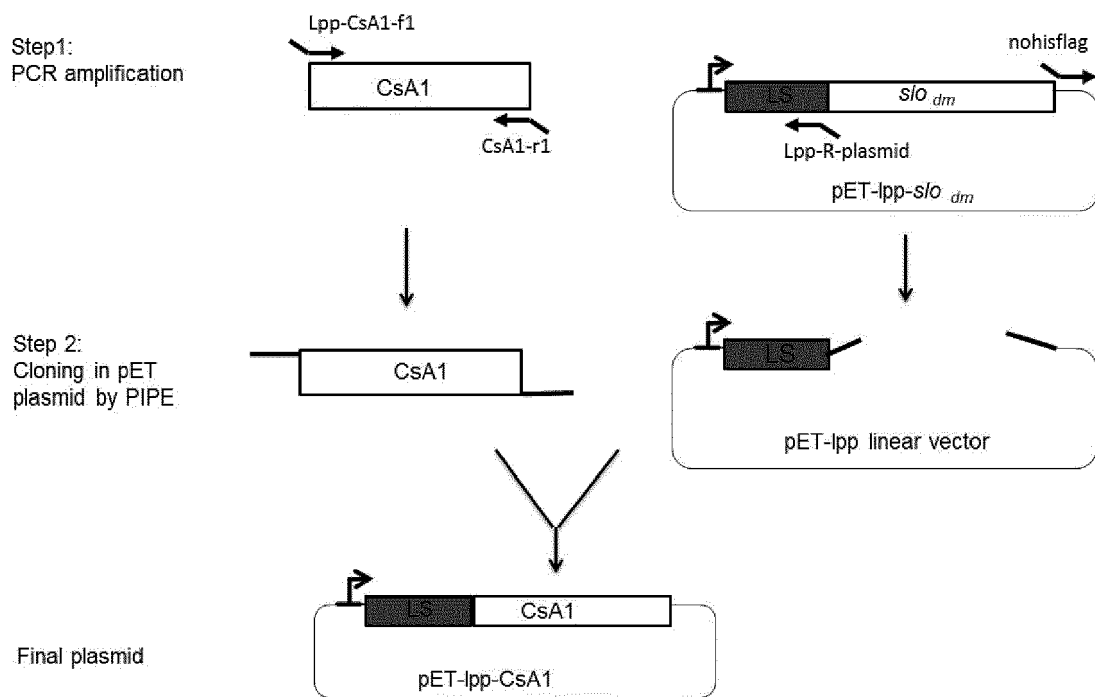 Step1:
PCR amplification
Lpp-CsA1-f1
CsA1
CsA1-r1
nohisflag
LS
slo dm
Lpp-R-plasmid
pET-lpp-slo dm
Step 2:
Cloning in pET
plasmid by PIPE
CsA1
LS
pET-lpp linear vector
LS
CsA1
Final plasmid
pET-lpp-CsA1